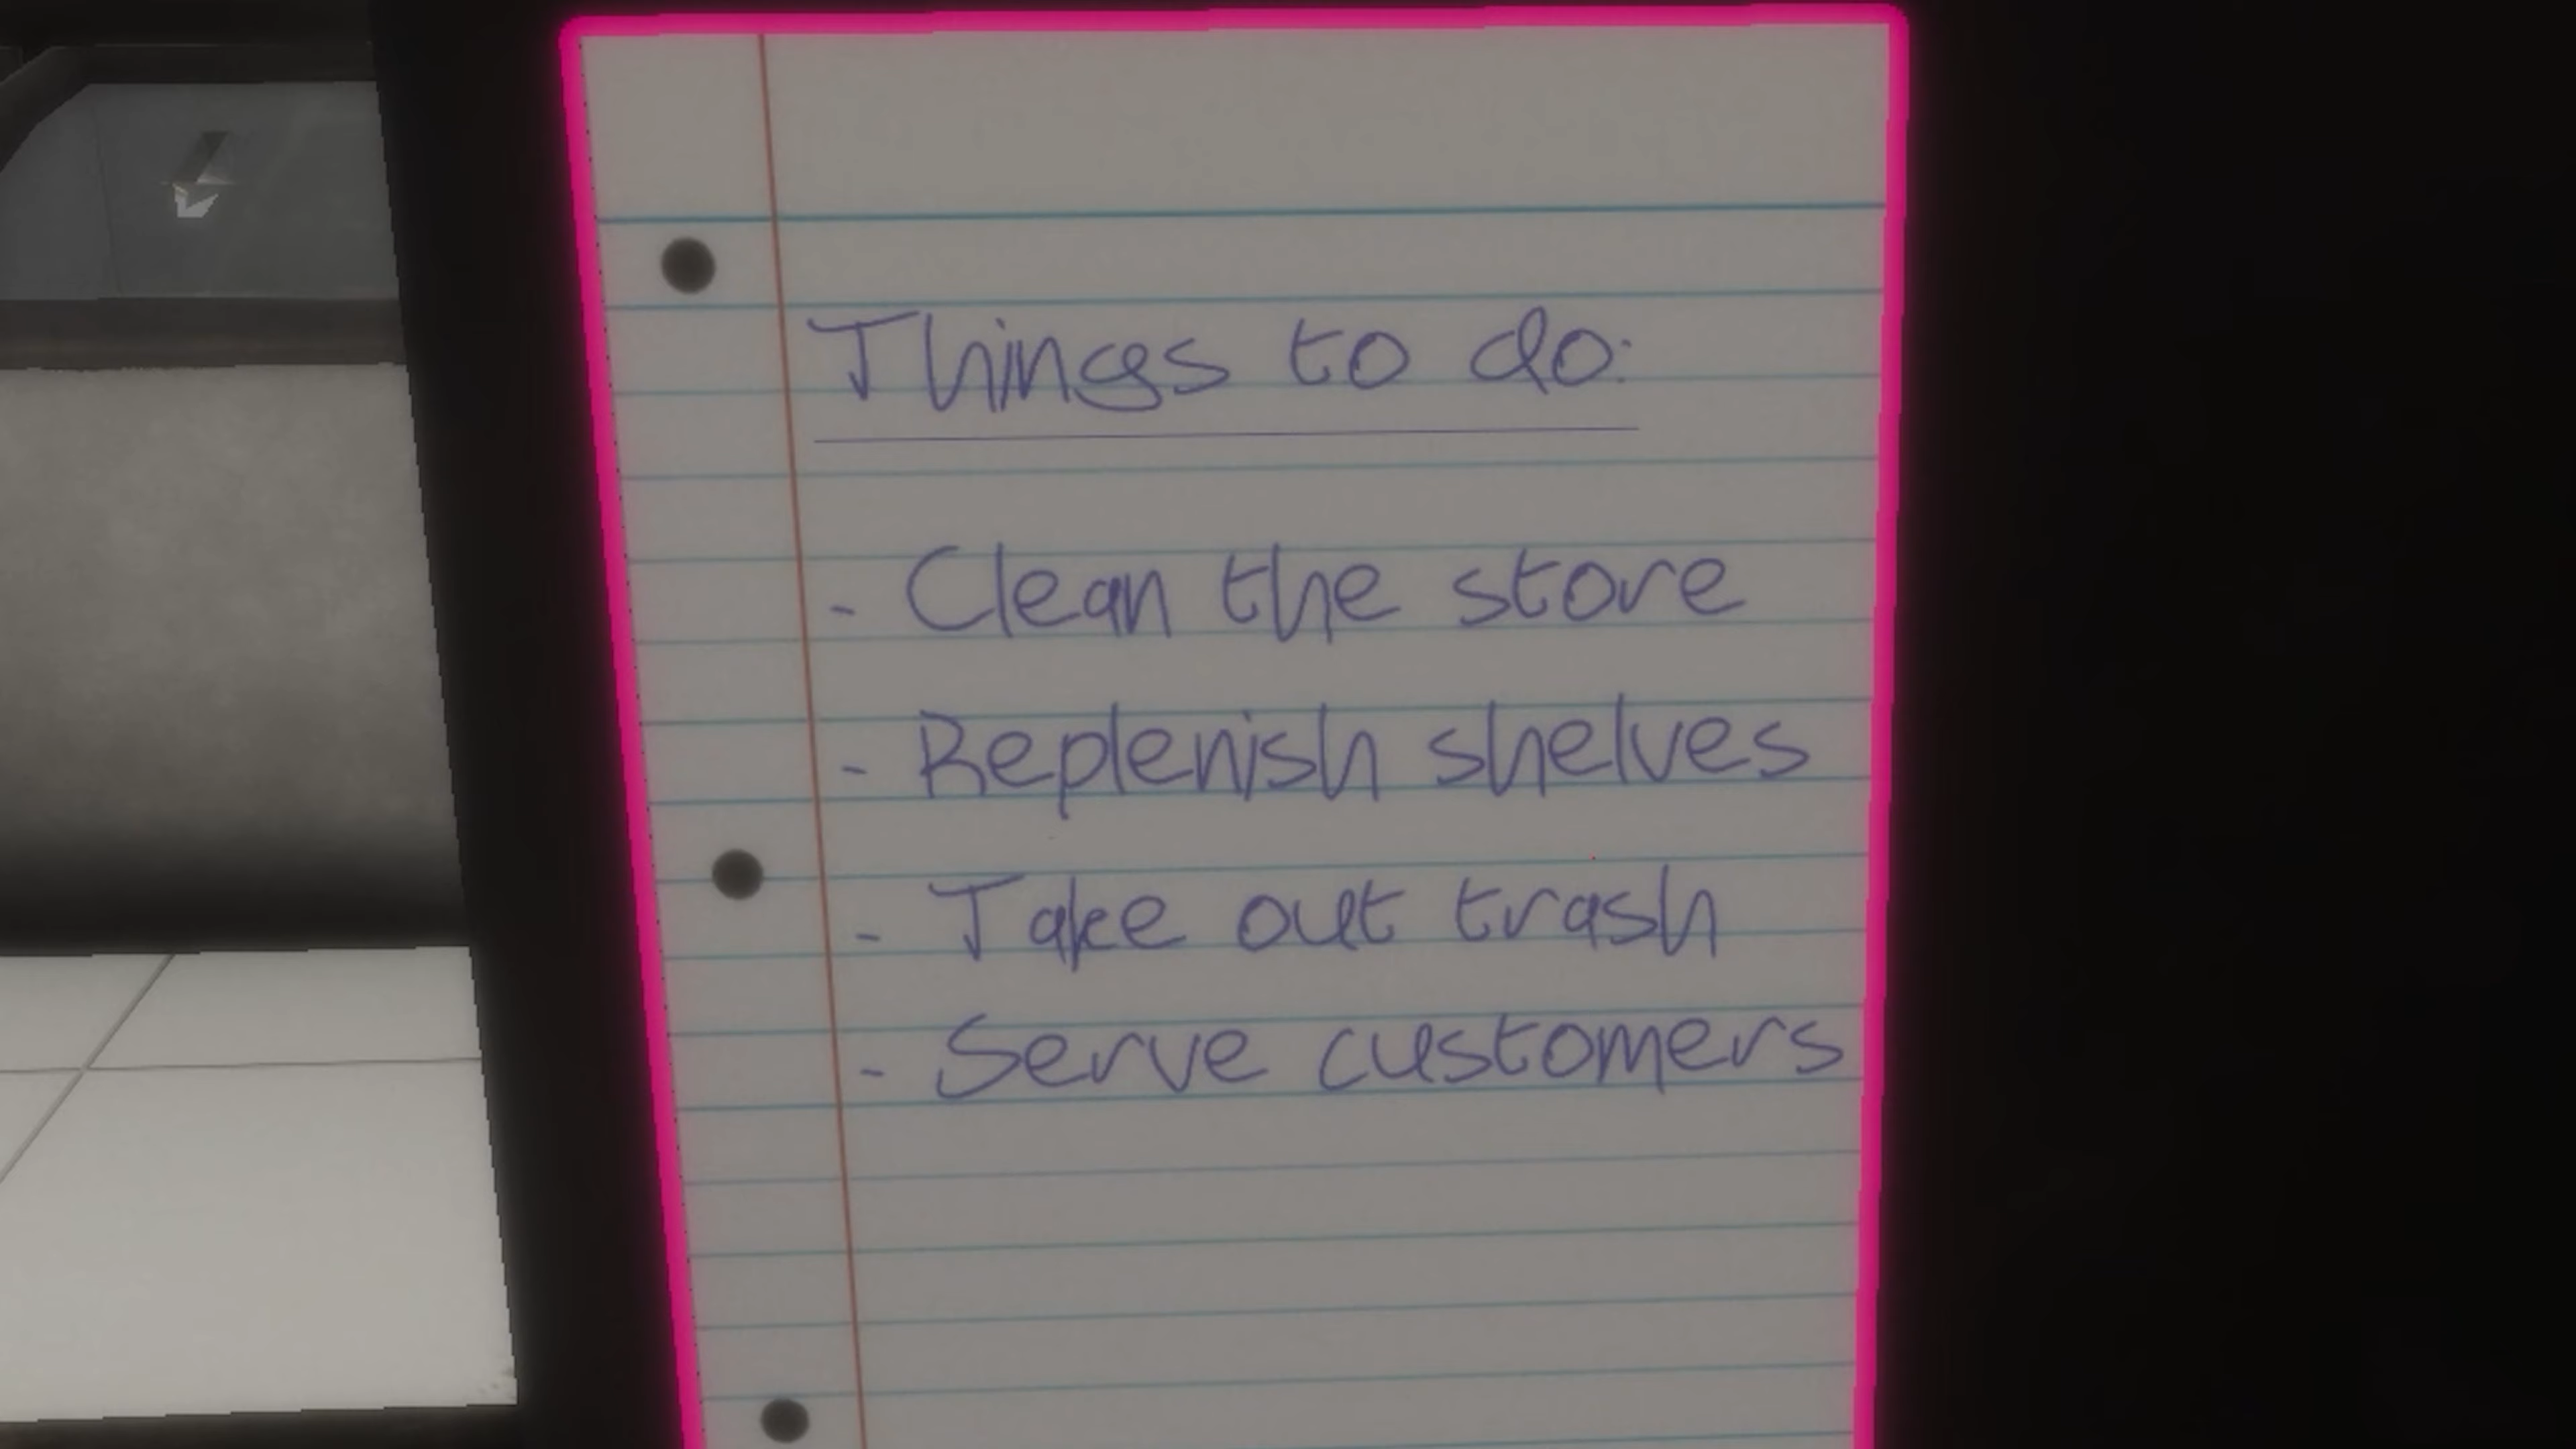 Things to do:
- Clean the store
- Replenish shelves
- Take out trash
- Serve customers